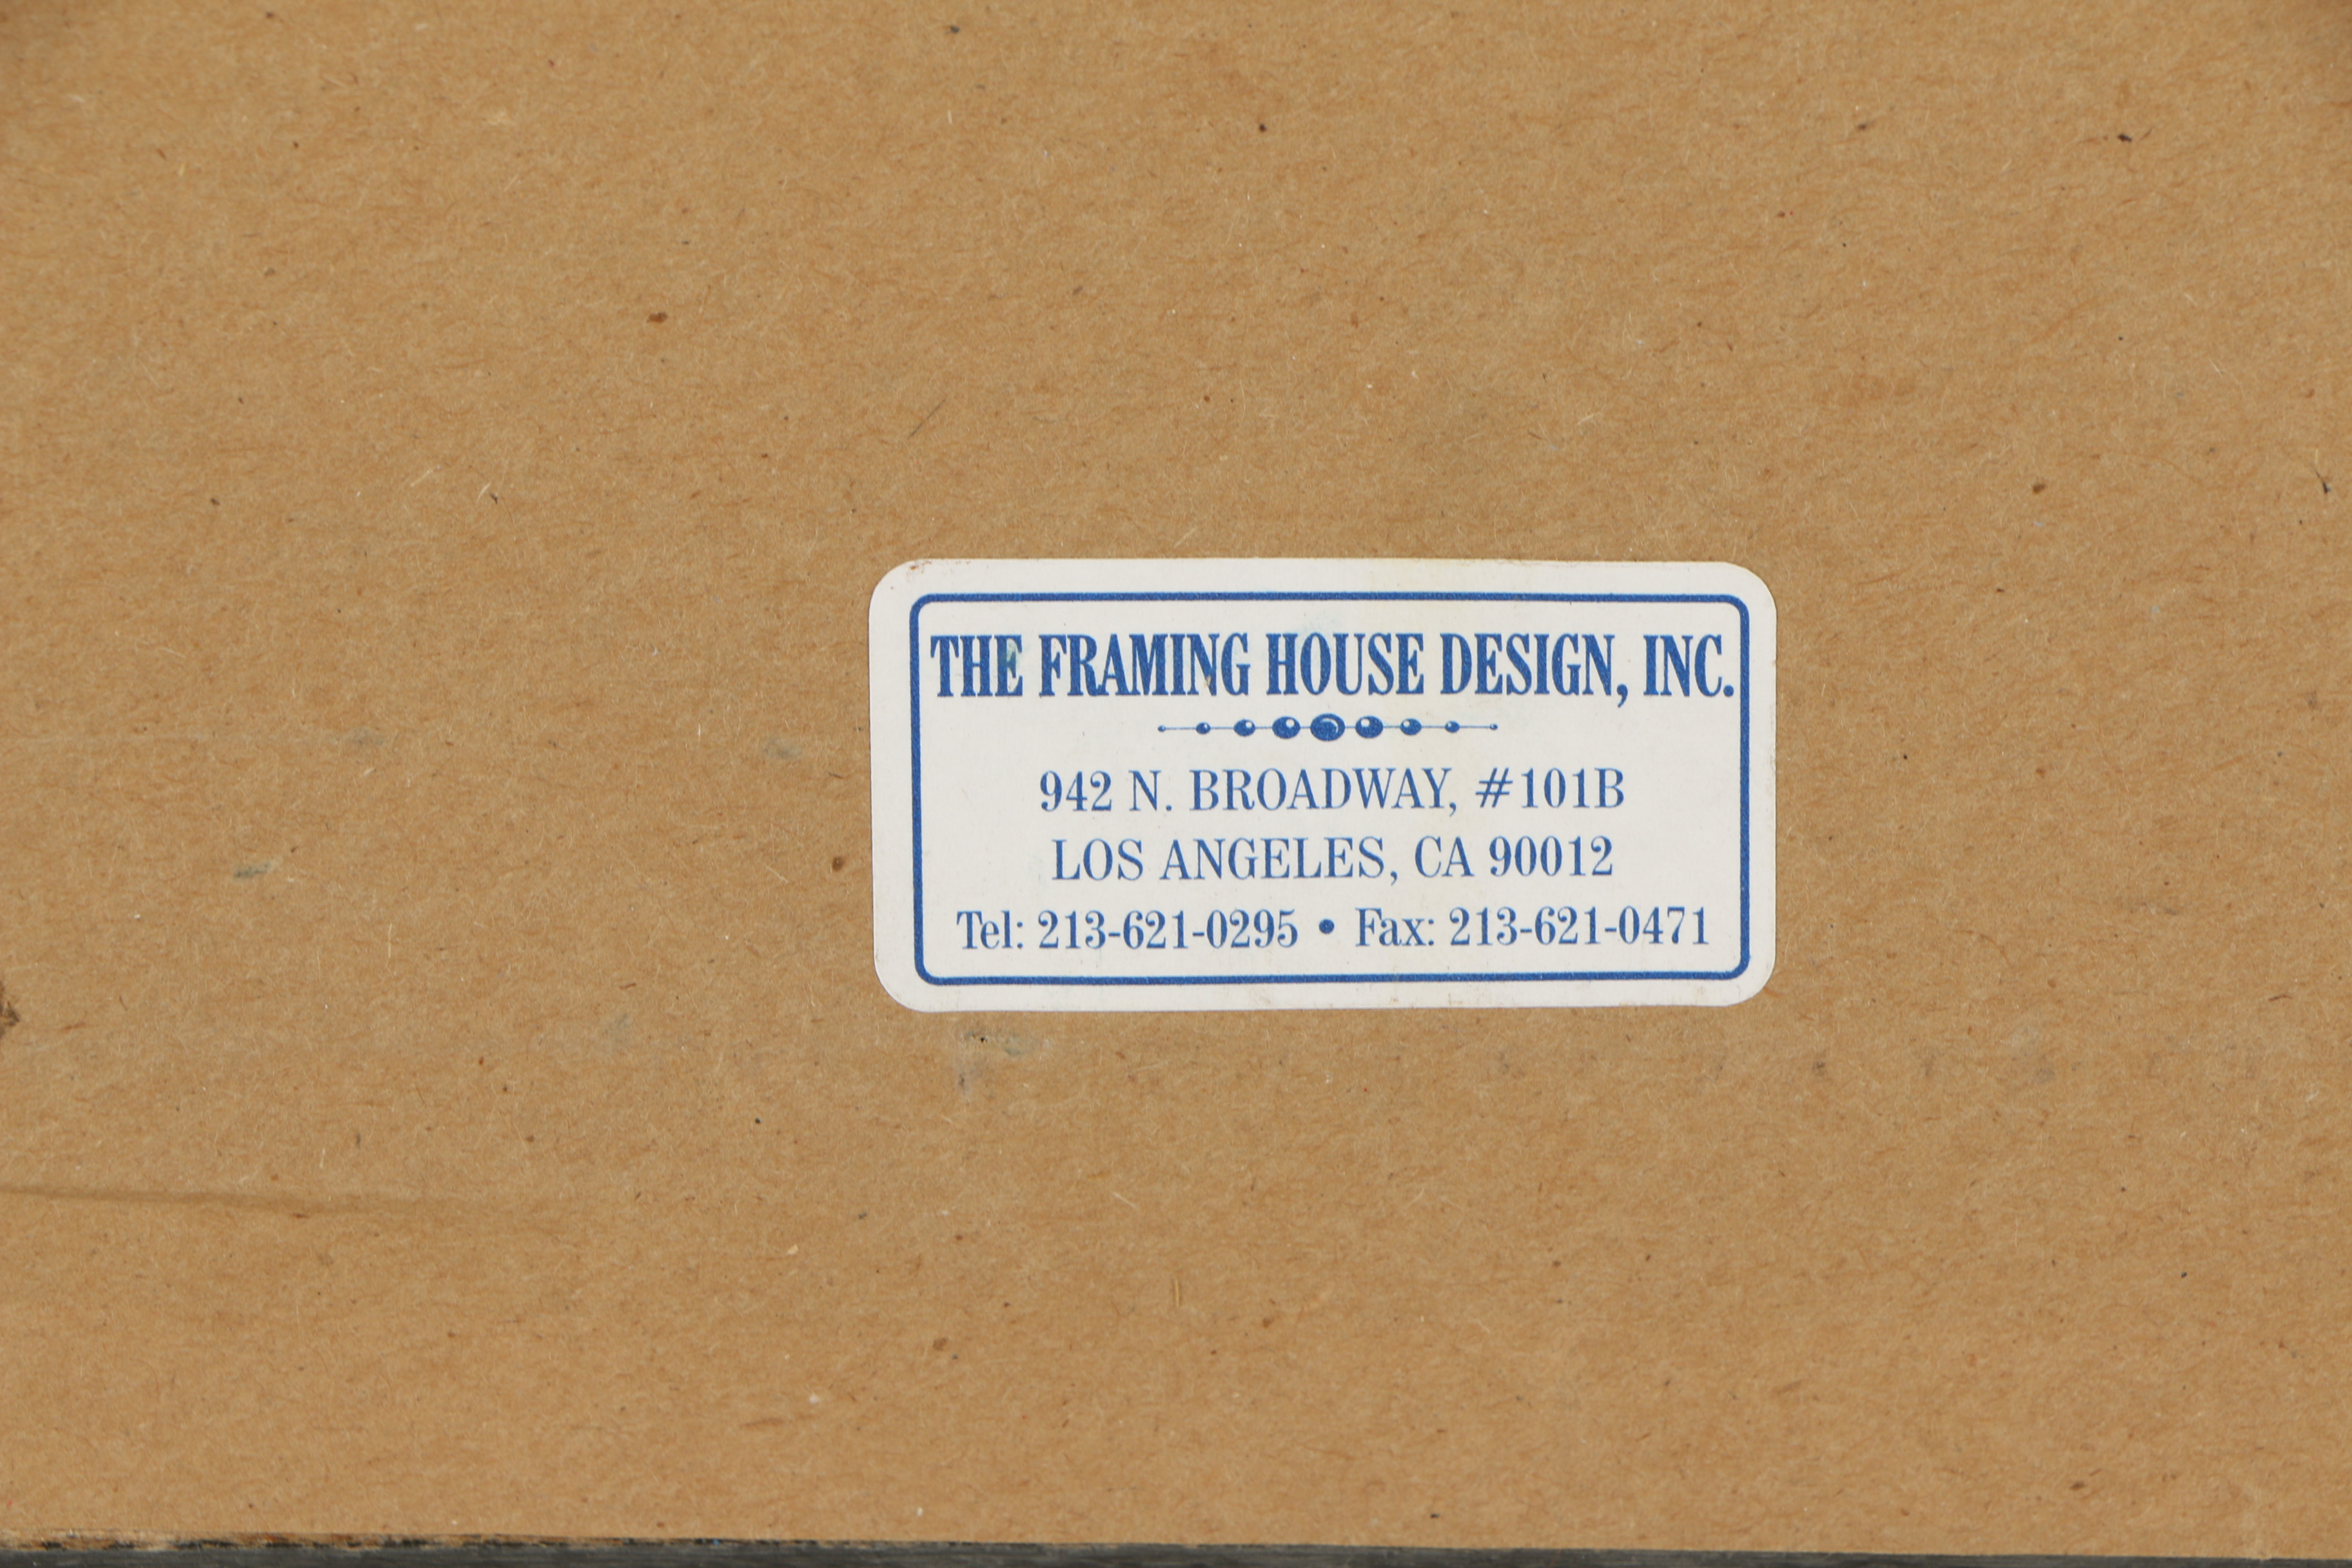 THE FRAMING HOUSE DESIGN, INC.
942 N. BROADWAY, #101B
LOS ANGELES, CA 90012
Tel: 213-621-0295 • Fax: 213-621-0471